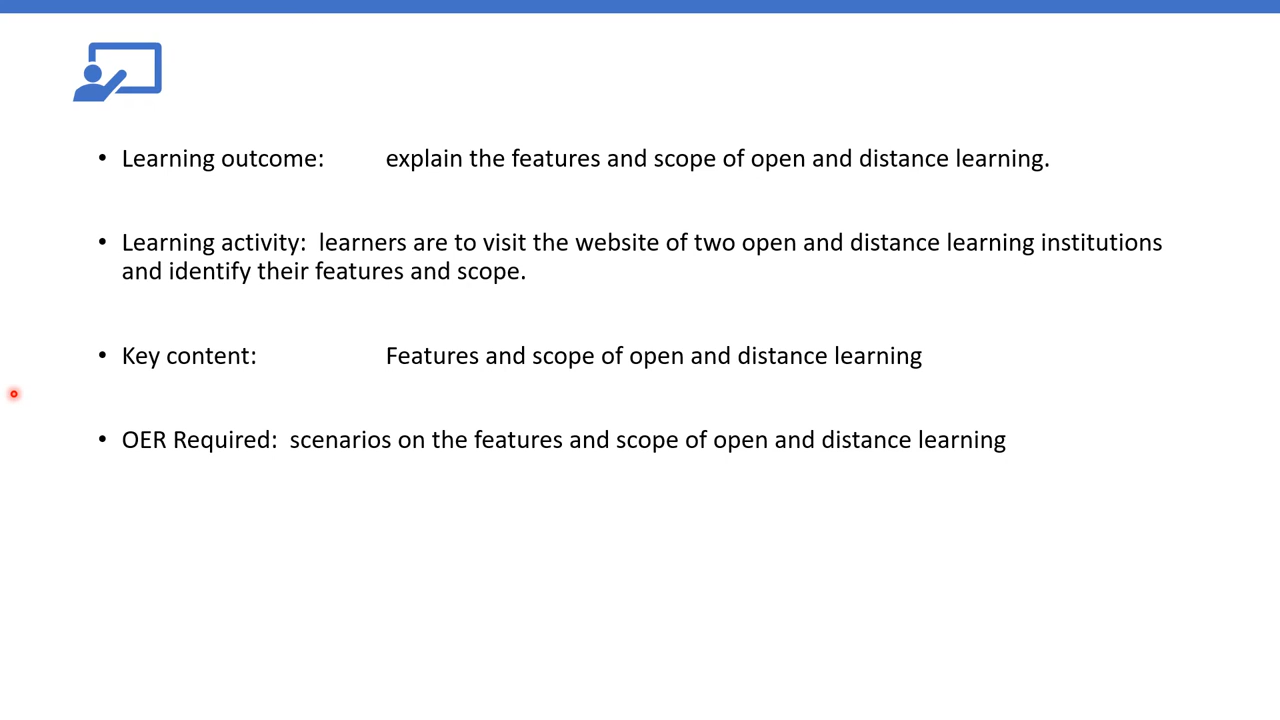 • Learning outcome: explain the features and scope of open and distance learning.
• Learning activity: learners are to visit the website of two open and distance learning institutions
and identify their features and scope.
• Key content: Features and scope of open and distance learning
• OER Required: scenarios on the features and scope of open and distance learning